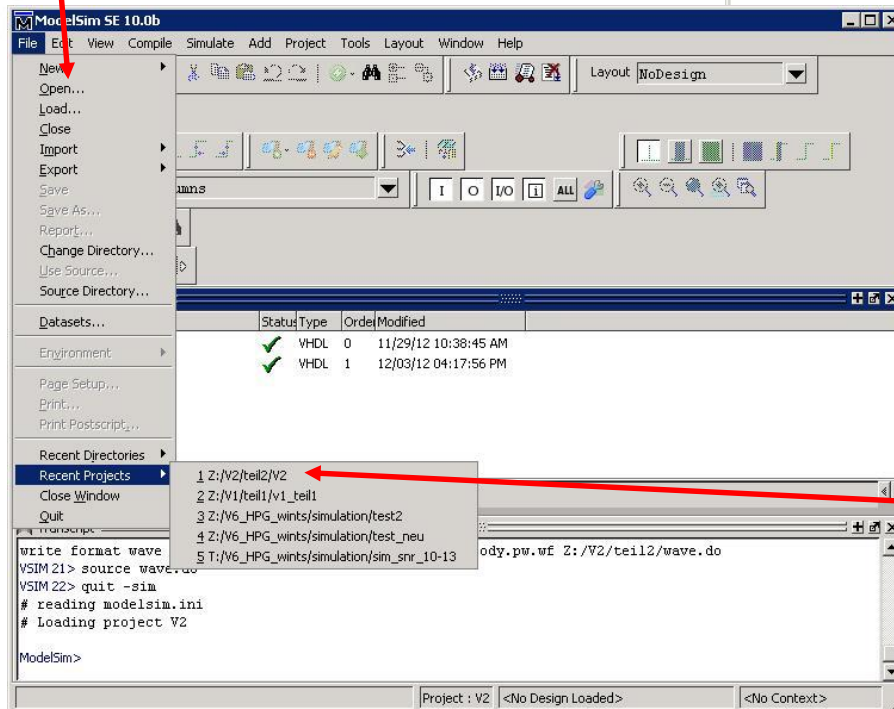 ModelSim SE 10.0b
File Edit View Compile Simulate Add Project Tools Layout Window Help
New
Open...
Load...
Close
Import
Export
Save
Save As...
Report...
Change Directory...
Use Source...
Source Directory...
Datasets...
Environment
Page Setup...
Print...
Print Postscript...
Recent Directories
Recent Projects
Close Window
Quit
Layout NoDesign
I O I/O i ALL
Status Type Order Modified
VHDL 0 11/29/12 10:38:45 AM
VHDL 1 12/03/12 04:17:56 PM
1 Z:/V2/teil2/V2
2 Z:/V1/teil1/v1_teil1
3 Z:/V6_HPG_wints/simulation/test2
4 Z:/V6_HPG_wints/simulation/test_neu
5 T:/V6_HPG_wints/simulation/sim_snr_10-13
Transcript
write format wave ody.pw.wf Z:/V2/teil2/wave.do
VSIM 21> source wave.do
VSIM 22> quit -sim
# reading modelsim.ini
# Loading project V2
ModelSim>
Project : V2 <No Design Loaded> <No Context>